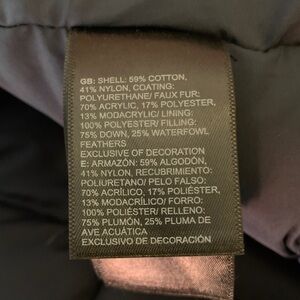 GB: SHELL: 59% COTTON,
41% NYLON, COATING:
POLYURETHANE/ FAUX FUR:
70% ACRYLIC, 17% POLYESTER,
13% MODACRYLIC/ LINING:
100% POLYESTER/ FILLING:
75% DOWN, 25% WATERFOWL
FEATHERS
EXCLUSIVE OF DECORATION
E: ARMAZÓN: 59% ALGODÓN,
41% NYLON, RECUBRIMIENTO:
POLIURETANO/ PELO FALSO:
70% ACRÍLICO, 17% POLIÉSTER,
13% MODACRÍLICO/ FORRO:
100% POLIÉSTER/ RELLENO:
75% PLUMÓN, 25% PLUMA DE
AVE ACUÁTICA
EXCLUSIVO DE DECORACIÓN